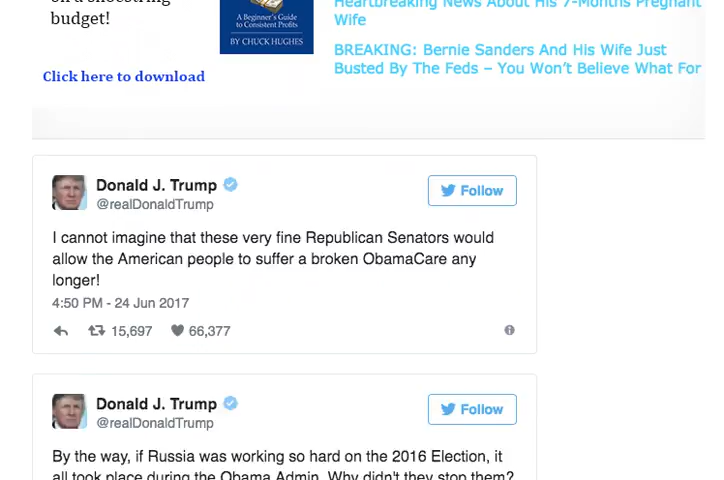 on a shoestring
budget!
A Beginner's Guide
to Consistent Profits
BY CHUCK HUGHES
Click here to download
Heartbreaking News About His 7-Months Pregnant
Wife
BREAKING: Bernie Sanders And His Wife Just
Busted By The Feds – You Won't Believe What For
Donald J. Trump
@realDonaldTrump
Follow
I cannot imagine that these very fine Republican Senators would
allow the American people to suffer a broken ObamaCare any
longer!
4:50 PM - 24 Jun 2017
15,697 66,377
Donald J. Trump
@realDonaldTrump
Follow
By the way, if Russia was working so hard on the 2016 Election, it
all took place during the Obama Admin. Why didn't they stop them?